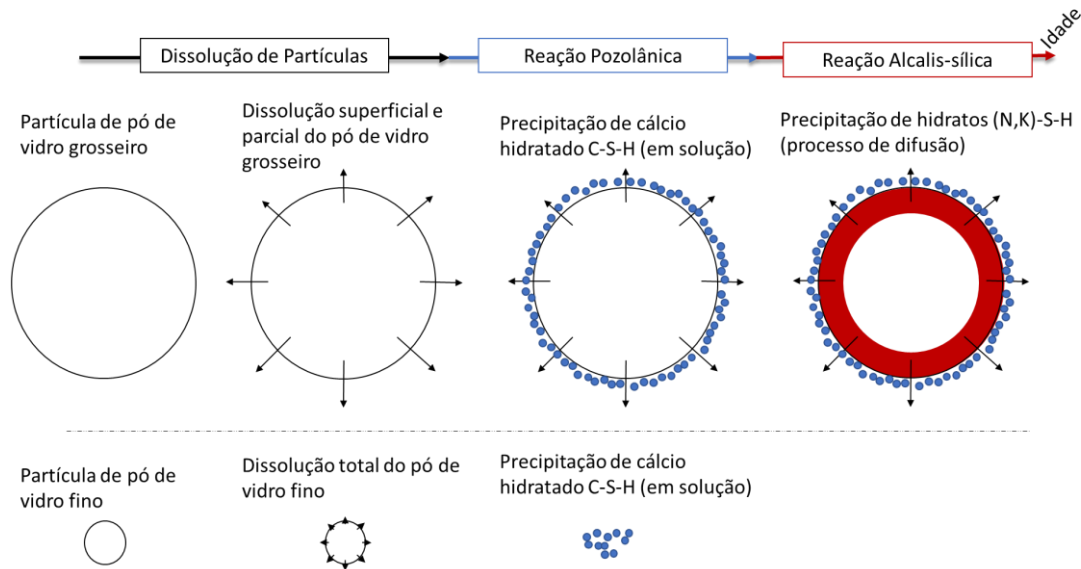 Dissolução de Partículas
Reação Pozolânica
Reação Alcalis-sílica
Idade
Partícula de pó de
vidro grosseiro
Dissolução superficial e
parcial do pó de vidro
grosseiro
Precipitação de cálcio
hidratado C-S-H (em solução)
Precipitação de hidratos (N,K)-S-H
(processo de difusão)
Partícula de pó de
vidro fino
Dissolução total do pó de
vidro fino
Precipitação de cálcio
hidratado C-S-H (em solução)